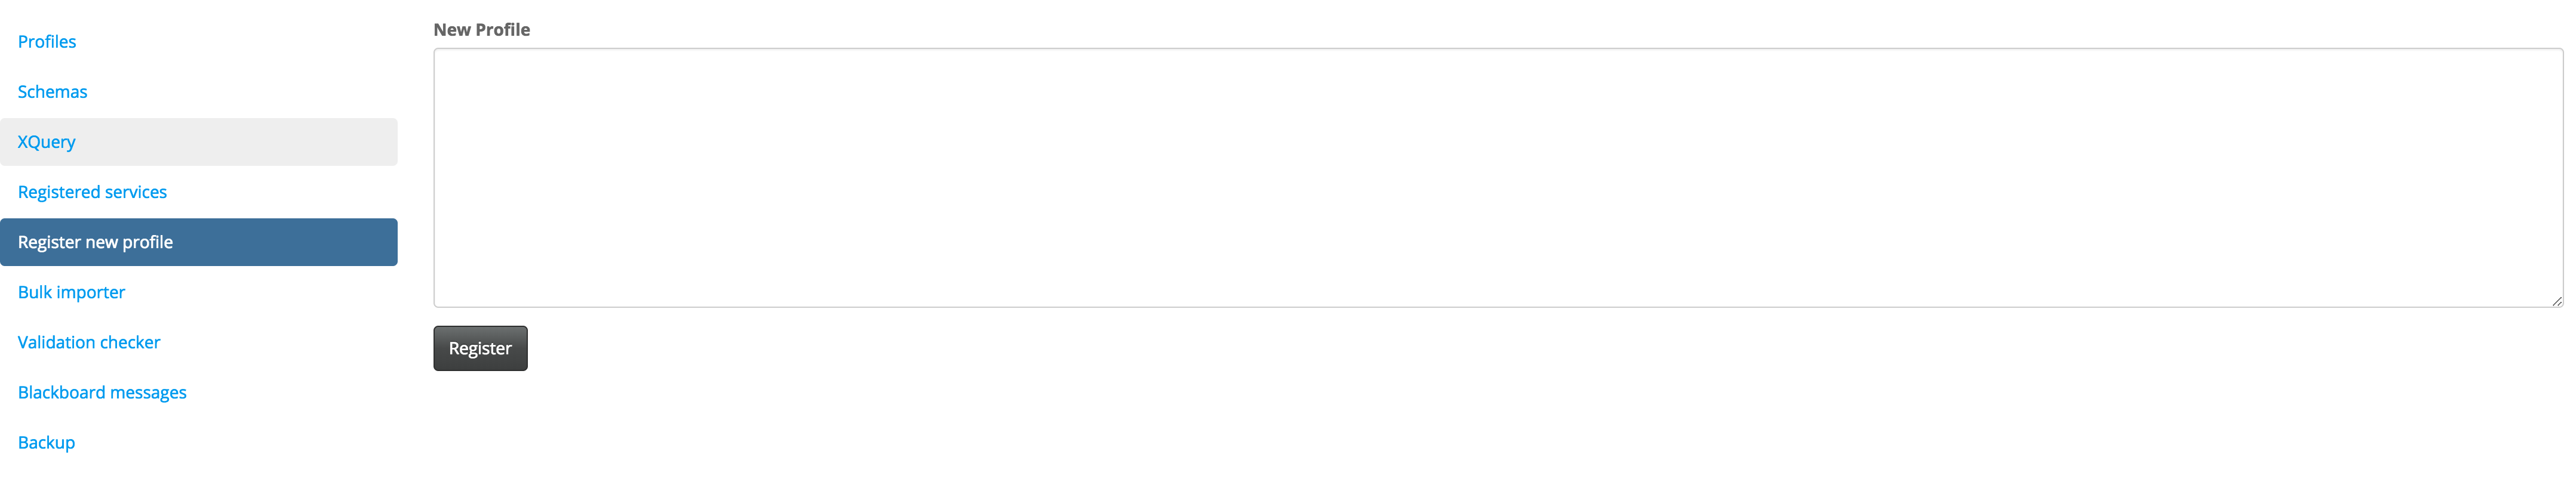 Profiles
Schemas
XQuery
Registered services
Register new profile
Bulk importer
Validation checker
Blackboard messages
Backup
New Profile
Register